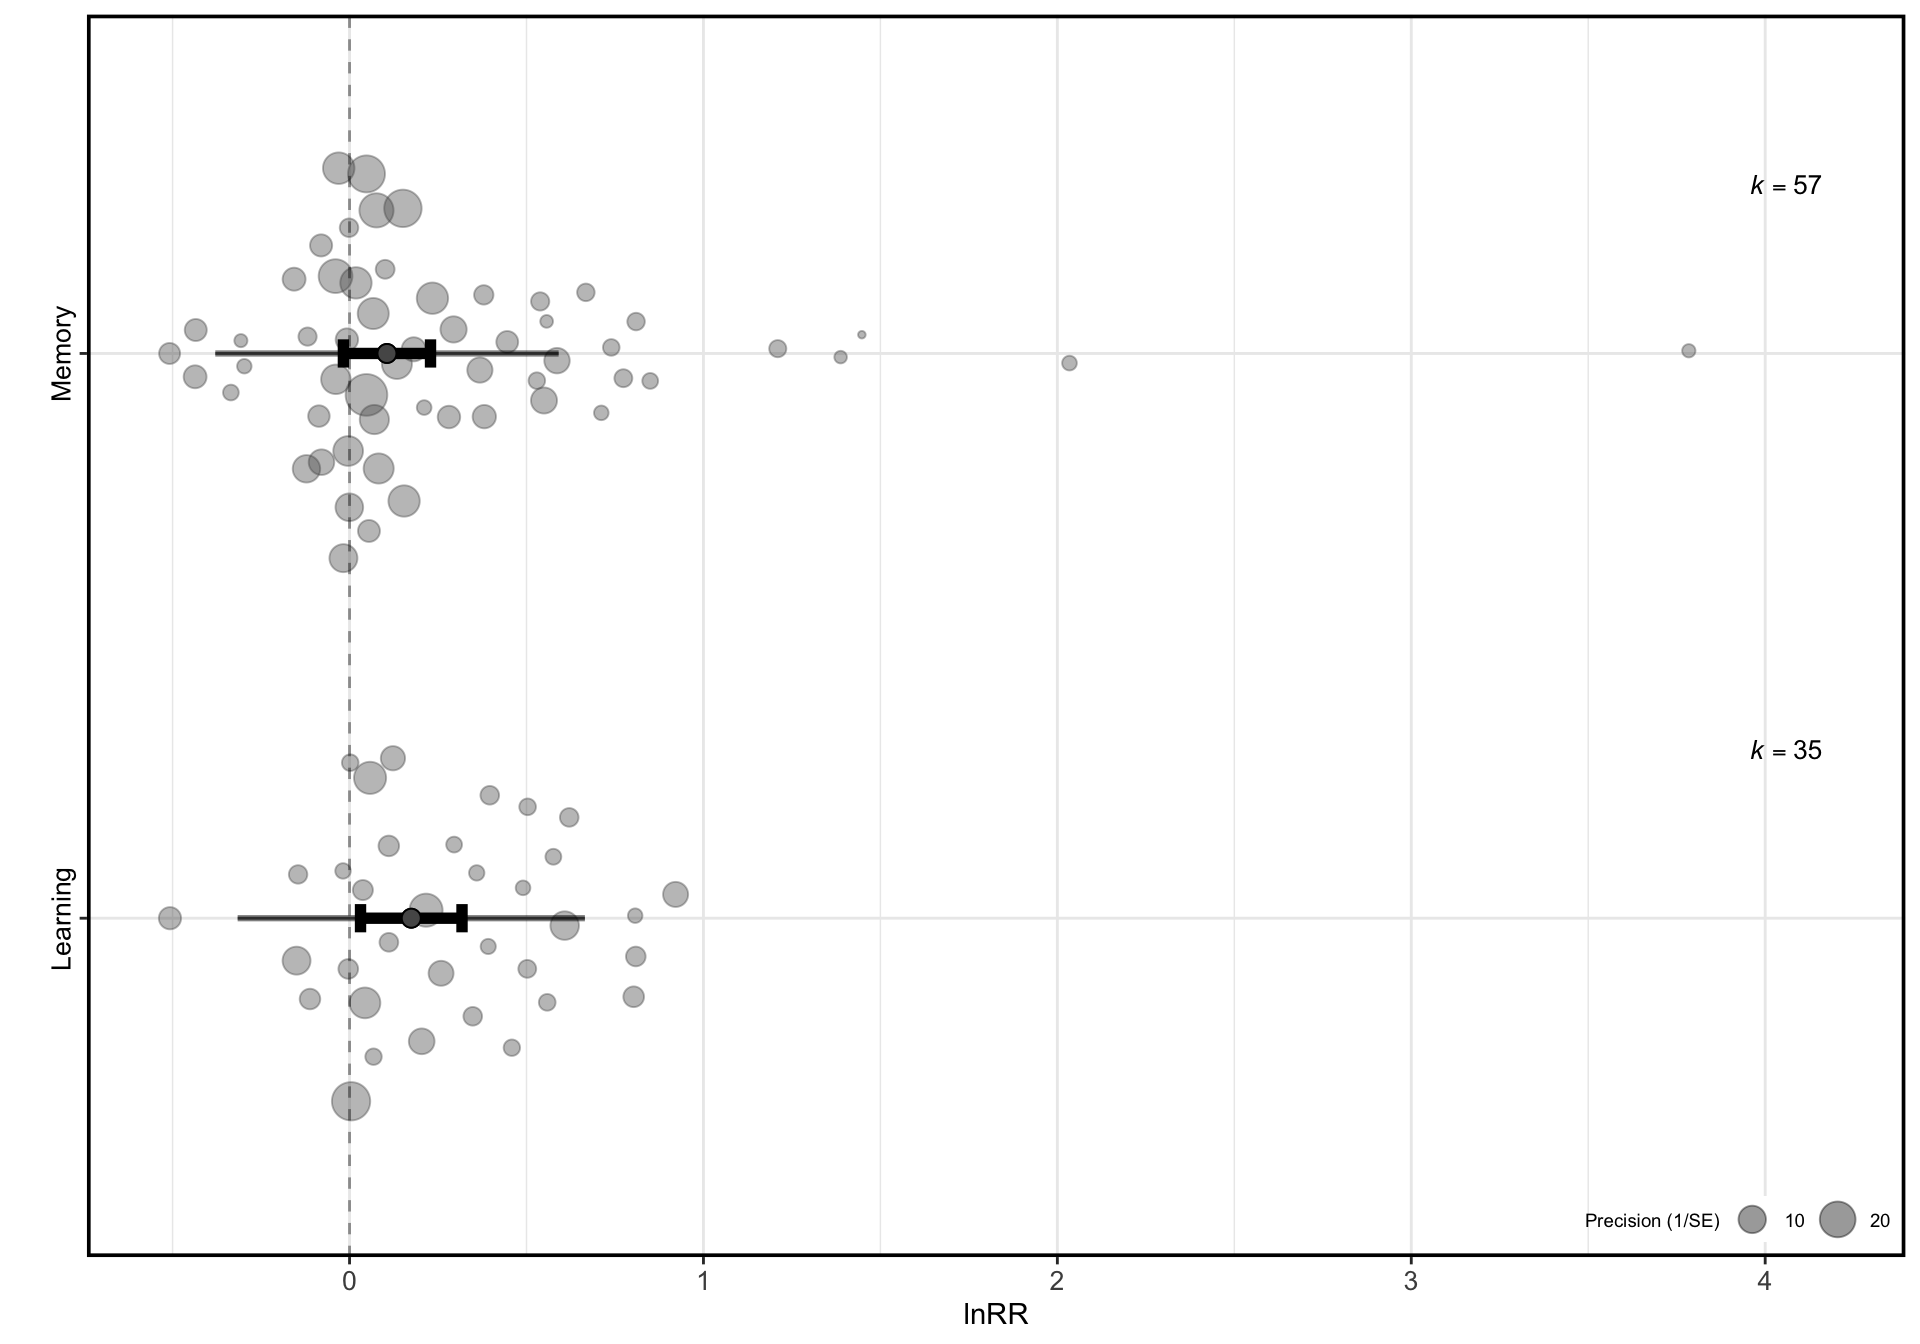 k = 57
Memory
k = 35
Learning
Precision (1/SE) 10 20
0 1 2 3 4
lnRR